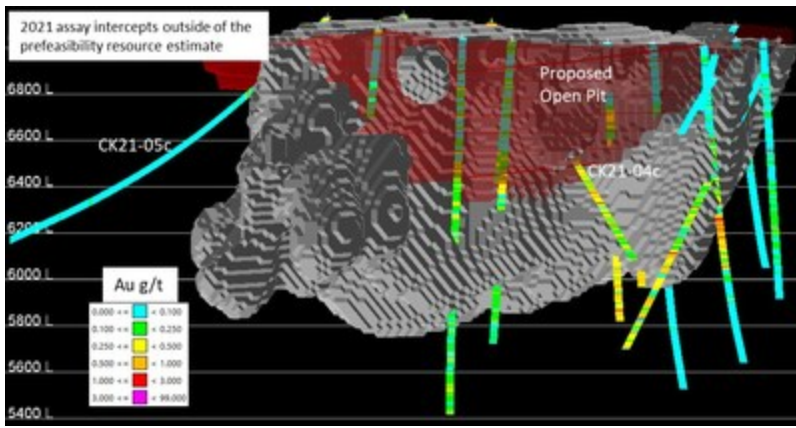 2021 assay intercepts outside of the
prefeasibility resource estimate
Proposed
Open Pit
6800 L
CK21-05c
6600 L
CK21-04c
6400 L
6200 L
6000 L
5800 L
5600 L
5400 L
Au g/t
0.000 <= < 0.100
0.100 <= < 0.250
0.250 <= < 0.500
0.500 <= < 1.000
1.000 <= < 3.000
3.000 <= < 99.000